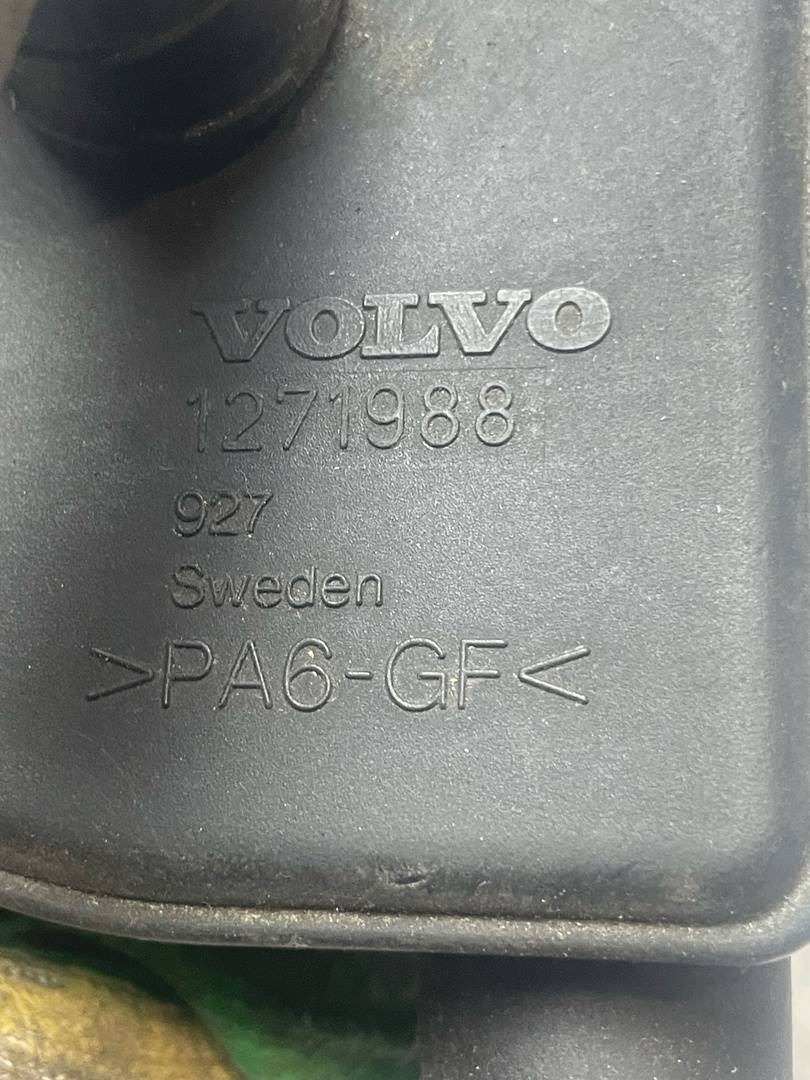 VOLVO
1271988
927
Sweden
>PA6-GF<